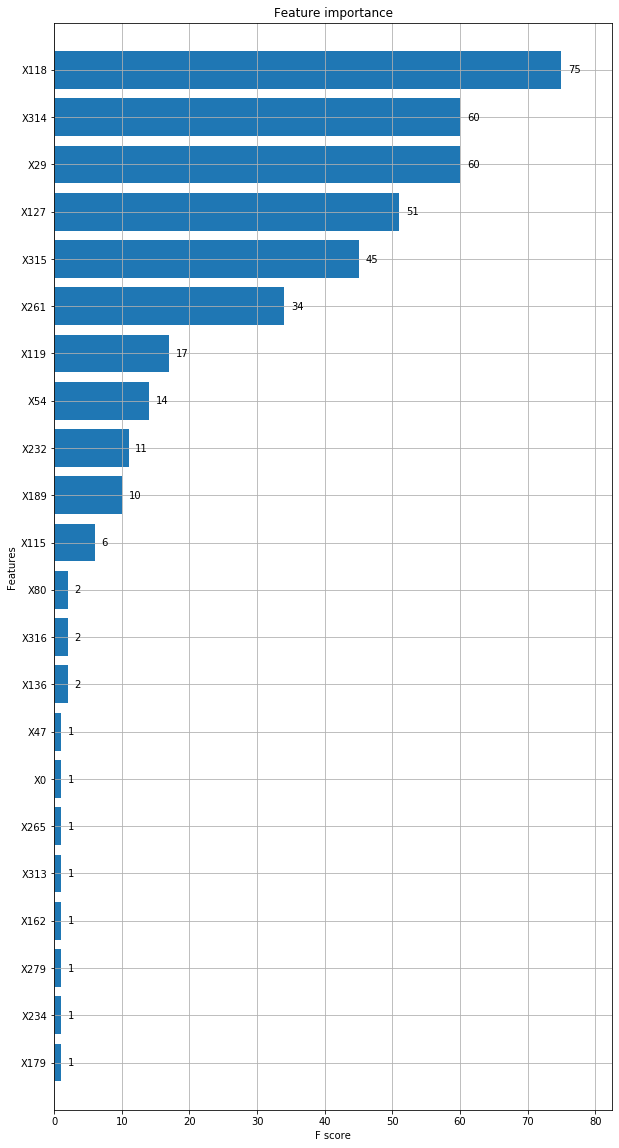 Feature importance
X118 75
X314 60
X29 60
X127 51
X315 45
X261 34
X119 17
X54 14
X232 11
X189 10
X115 6
X80 2
X316 2
X136 2
X47 1
X0 1
X265 1
X313 1
X162 1
X279 1
X234 1
X179 1
Features
0 10 20 30 40 50 60 70 80
F score